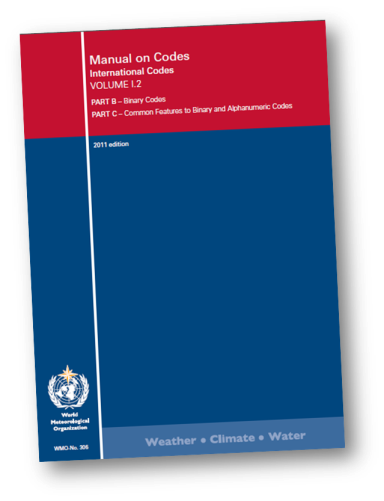 Manual on Codes
International Codes
VOLUME I.2
PART B – Binary Codes
PART C – Common Features to Binary and Alphanumeric Codes
2011 edition
World
Meteorological
Organization
WMO-No. 306
Weather • Climate • Water